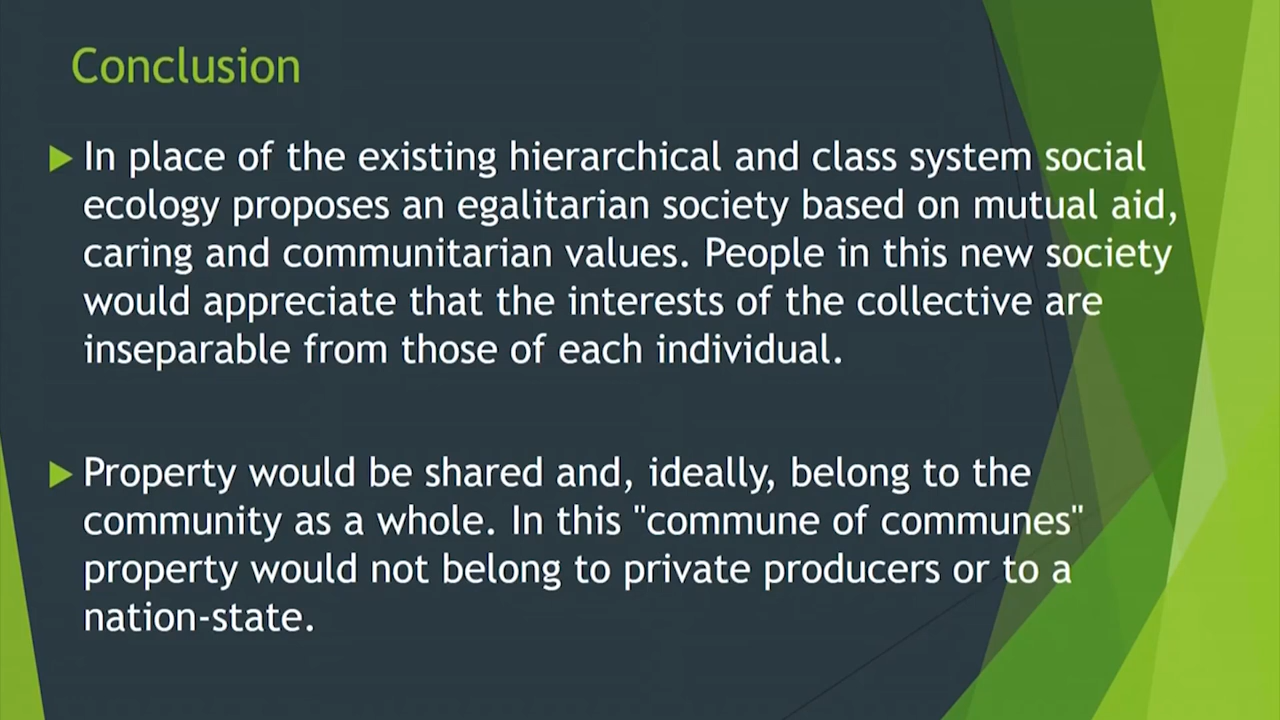 Conclusion
In place of the existing hierarchical and class system social
ecology proposes an egalitarian society based on mutual aid,
caring and communitarian values. People in this new society
would appreciate that the interests of the collective are
inseparable from those of each individual.
Property would be shared and, ideally, belong to the
community as a whole. In this "commune of communes"
property would not belong to private producers or to a
nation-state.